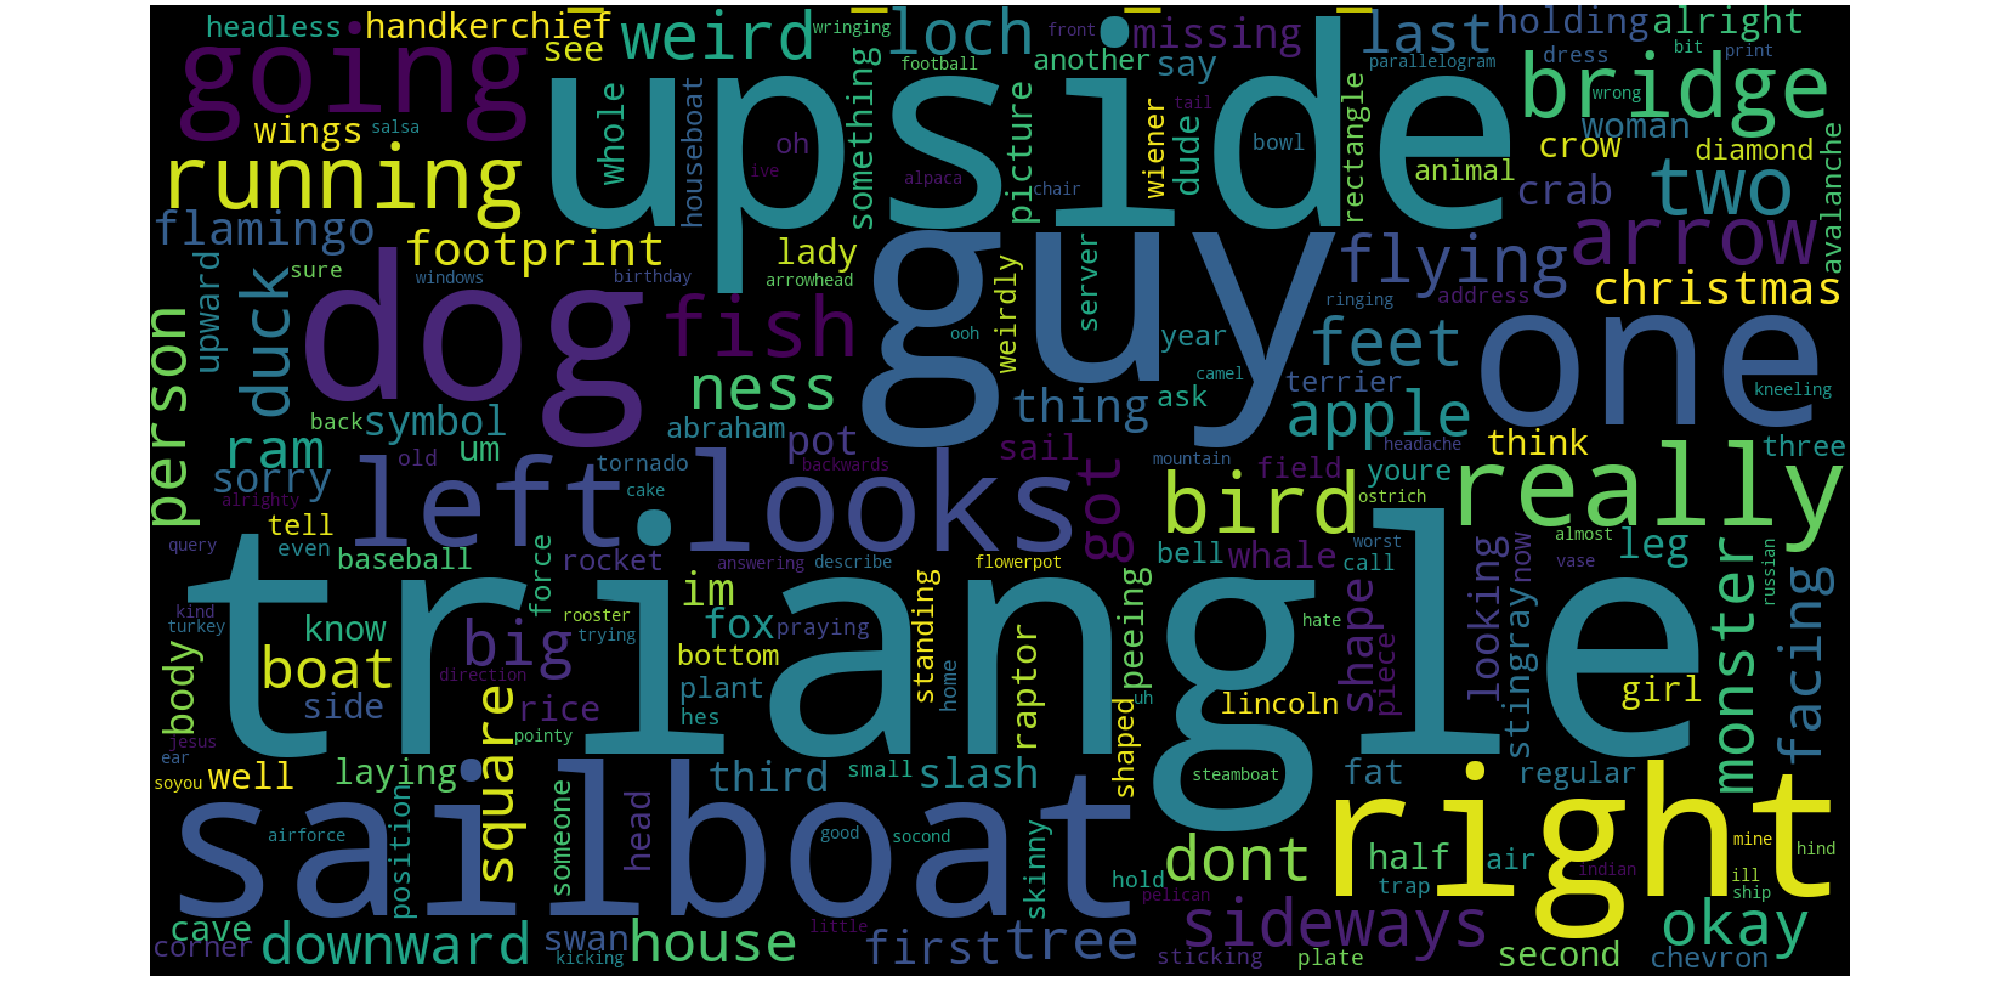 headless handkerchief see weird wringing loch front missing last holding alright
going upside football another say parallelogram dress bit print
wings salsa whole houseboat something picture wiener dude rectangle bridge wrong
running oh ive alpaca chair tail bowl animal woman crow diamond
crab two avalanche
flamingo footprint lady guy flying arrow
upward duck sure windows birthday arrowhead weirdly server address christmas
dog fish ooh year ringing feet one
person ness thing camel ask terrier apple kneeling
back symbol abraham pot
ram um old tornado backwards sail got mountain headache field think three
sorry left looks youre really
alrighty cake bird ostrich
tell
query even baseball force rocket answering describe flowerpot bell whale worst call looking now almost leg vase russian
kind turkey know big rooster trying im fox praying standing raptor peeing hate shape piece stingray monster facing
triangle
body boat direction bottom
side square rice plant hes home shaped uh lincoln girl
jesus pointy
ear soyou well laying third small slash steamboat fat regular
sailboat right
airforce position someone head good socond skinny dont half air mine hind
hold trap indian ill ship
cave pelican
corner downward swan house little first tree sideways okay
kicking sticking plate second chevron